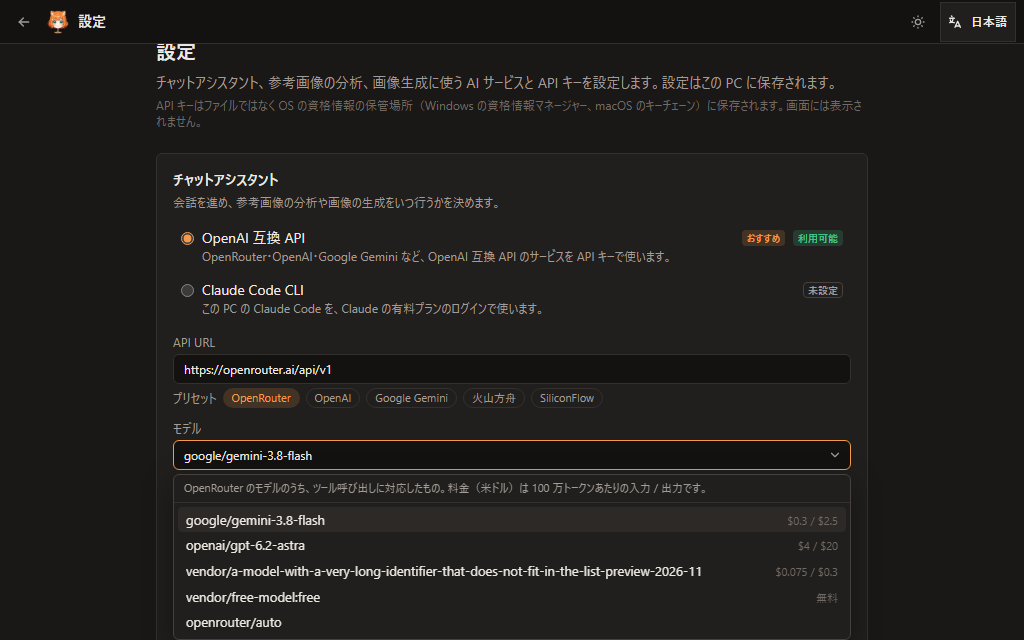 設定
日本語
設定
チャットアシスタント、参考画像の分析、画像生成に使う AI サービスと API キーを設定します。設定はこの PC に保存されます。
API キーはファイルではなく OS の資格情報の保管場所（Windows の資格情報マネージャー、macOS のキーチェーン）に保存されます。画面には表示さ
れません。
チャットアシスタント
会話を進め、参考画像の分析や画像の生成をいつ行うかを決めます。
OpenAI 互換 API
おすすめ
利用可能
OpenRouter・OpenAI・Google Gemini など、OpenAI 互換 API のサービスを API キーで使います。
Claude Code CLI
未設定
この PC の Claude Code を、Claude の有料プランのログインで使います。
API URL
https://openrouter.ai/api/v1
プリセット OpenRouter OpenAI Google Gemini 火山方舟 SiliconFlow
モデル
google/gemini-3.8-flash
OpenRouter のモデルのうち、ツール呼び出しに対応したもの。料金（米ドル）は 100 万トークンあたりの入力 / 出力です。
google/gemini-3.8-flash $0.3 / $2.5
openai/gpt-6.2-astra $4 / $20
vendor/a-model-with-a-very-long-identifier-that-does-not-fit-in-the-list-preview-2026-11 $0.075 / $0.3
vendor/free-model:free 無料
openrouter/auto